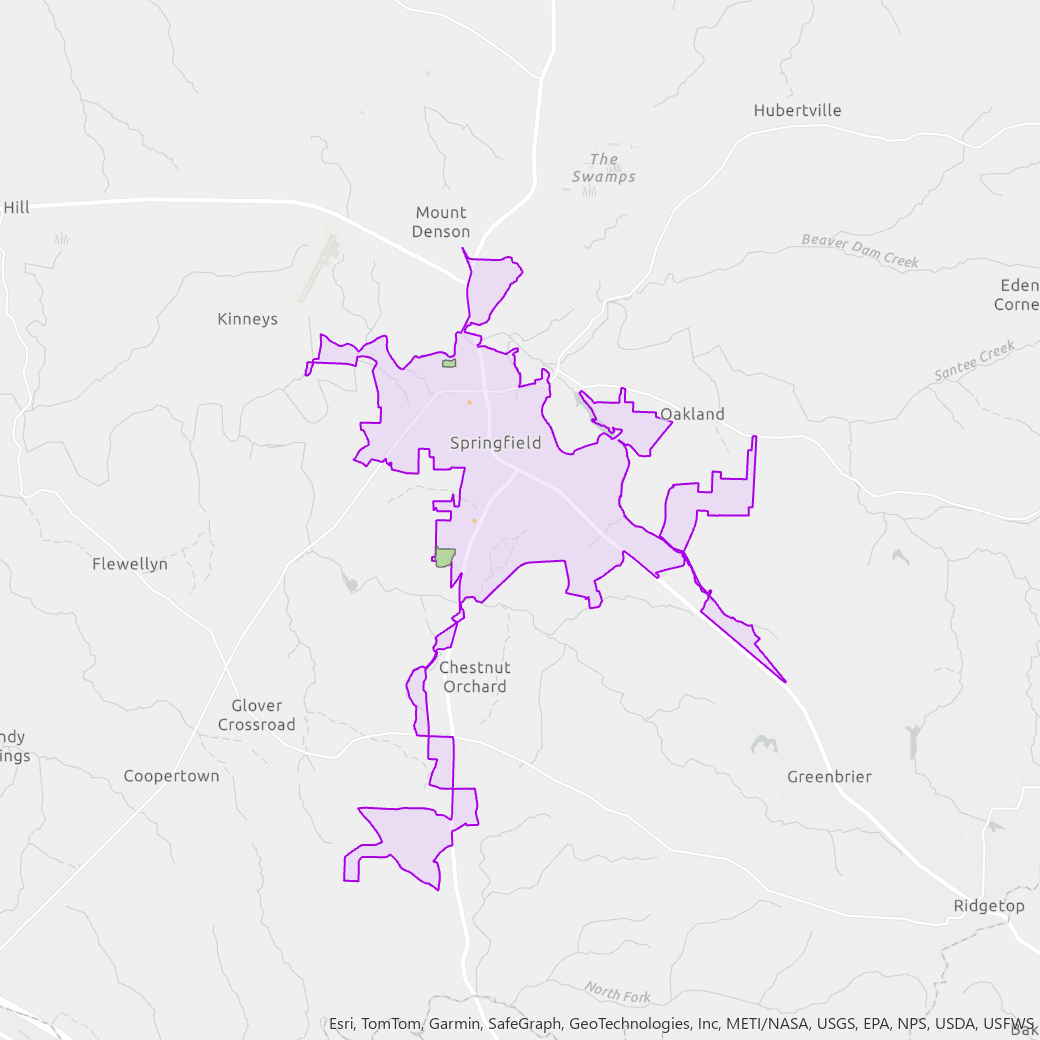 Hubertville
The
Swamps
Hill
Mount
Denson
Beaver Dam Creek
Eden
Corne
Kinneys
Santee Creek
Oakland
Springfield
Flewellyn
Chestnut
Orchard
Glover
Crossroad
ndy
ings
Coopertown
Greenbrier
Ridgetop
North Fork
Esri, TomTom, Garmin, SafeGraph, GeoTechnologies, Inc, METI/NASA, USGS, EPA, NPS, USDA, USFWS
Bak